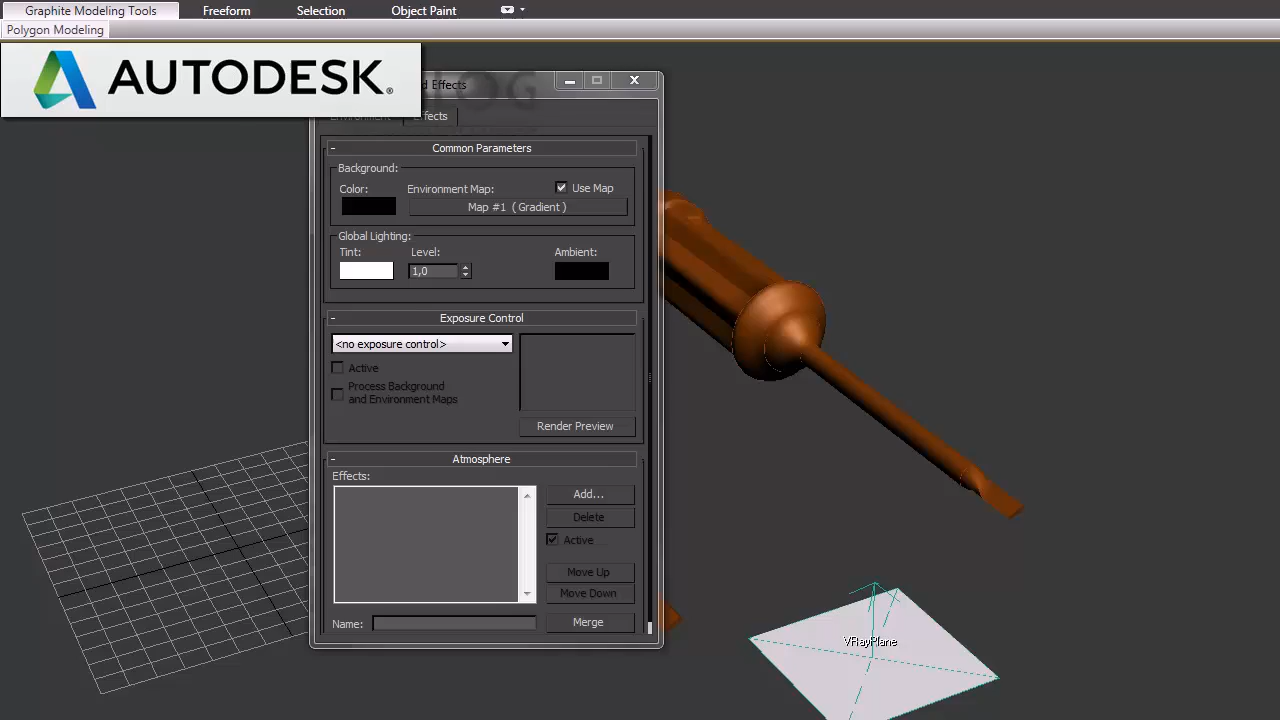 Graphite Modeling Tools
Freeform
Selection
Object Paint
Polygon Modeling
AUTODESK®
Effects
Effects
- Common Parameters
Background:
Color:
Environment Map:
Use Map
Map #1 ( Gradient )
Global Lighting:
Tint:
Level:
Ambient:
1,0
- Exposure Control
<no exposure control>
Active
Process Background
and Environment Maps
Render Preview
- Atmosphere
Effects:
Add...
Delete
Active
Move Up
Move Down
Name:
Merge
VRayPlane